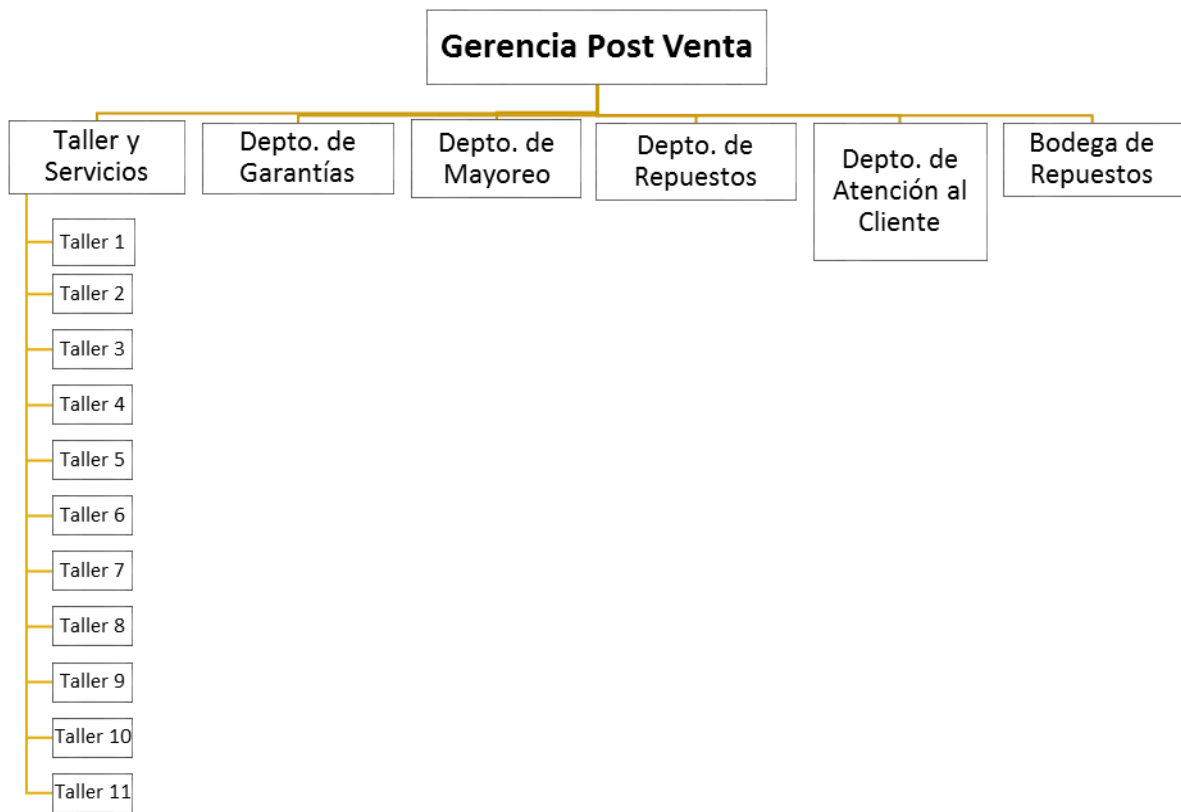 Gerencia Post Venta
Taller y
Servicios
Depto. de
Garantías
Depto. de
Mayoreo
Depto. de
Repuestos
Depto. de
Atención al
Cliente
Bodega de
Repuestos
Taller 1
Taller 2
Taller 3
Taller 4
Taller 5
Taller 6
Taller 7
Taller 8
Taller 9
Taller 10
Taller 11